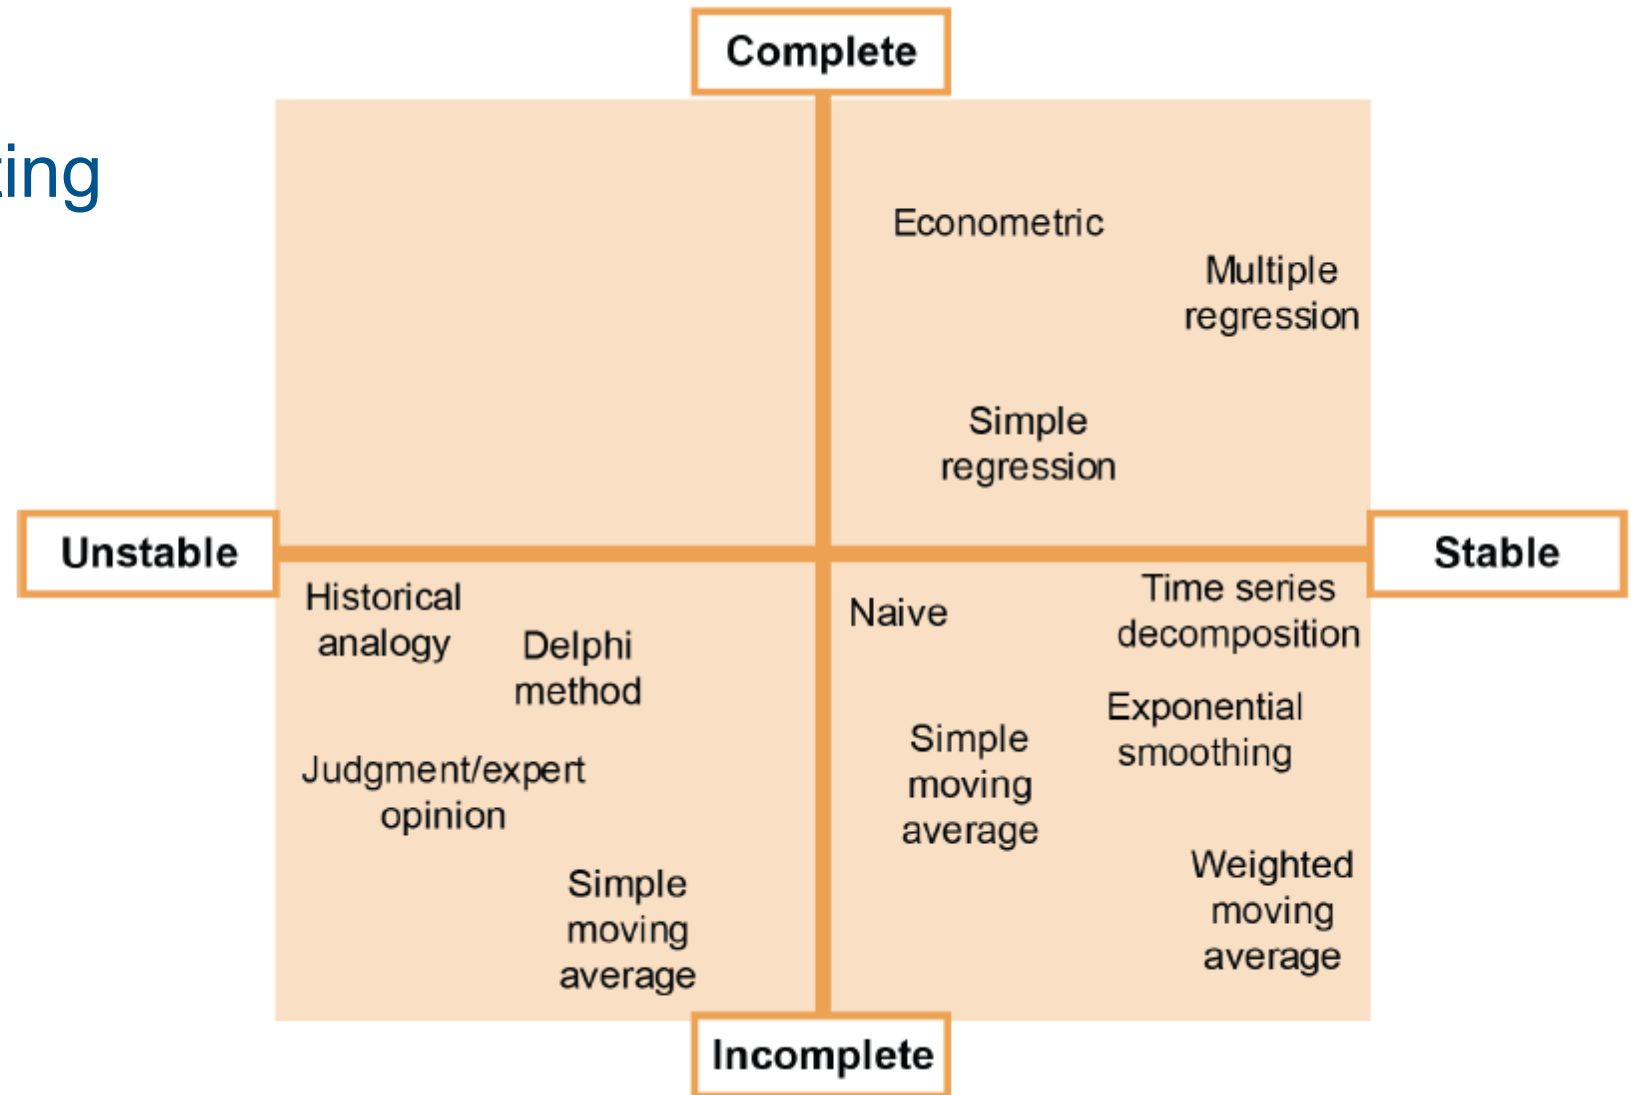 Complete
ting
Econometric
Multiple
regression
Simple
regression
Unstable
Stable
Historical
analogy
Delphi
method
Judgment/expert
opinion
Simple
moving
average
Naive
Time series
decomposition
Exponential
smoothing
Simple
moving
average
Weighted
moving
average
Incomplete